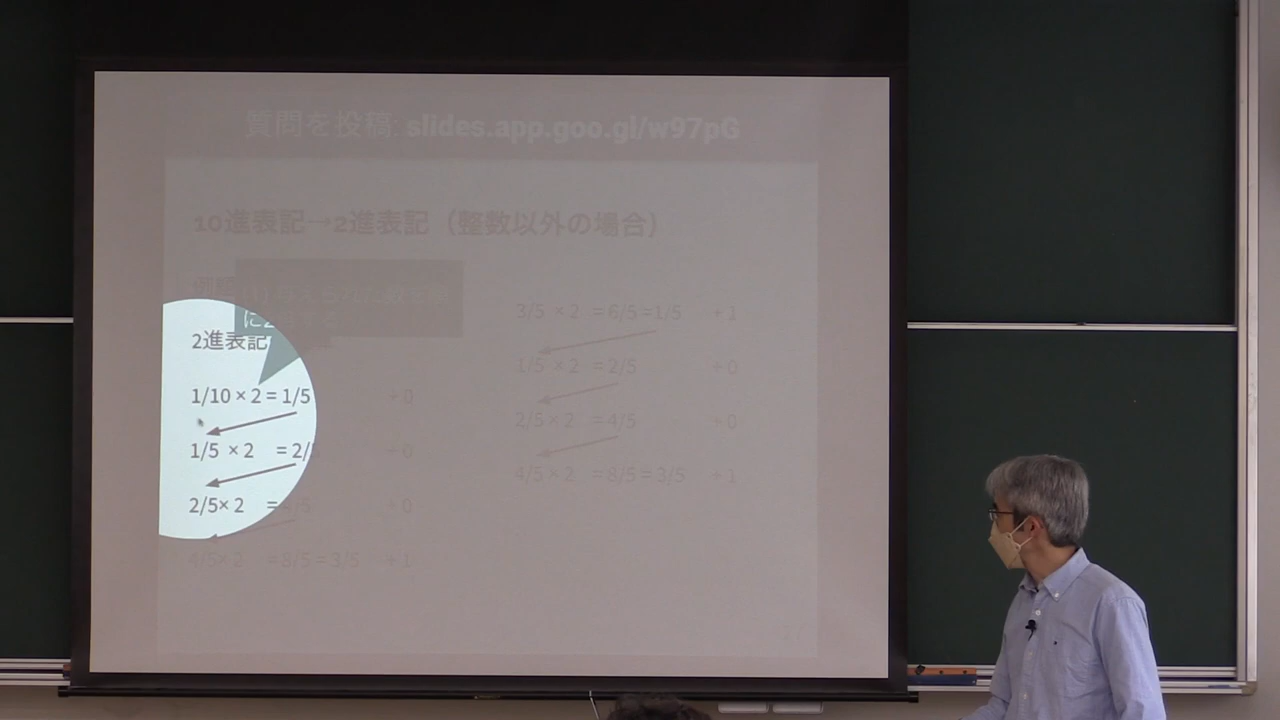 質問を投稿: slides.app.goo.gl/w97pG
10進表記→2進表記（整数以外の場合）
2進表記
1/10 × 2 = 1/5 ÷ 0
1/5 × 2 = 2/5 ÷ 0
2/5× 2 = 4/5 ÷ 0
4/5× 2 = 8/5 = 3/5 ÷ 1
3/5 × 2 = 6/5 =1/5 ÷ 1
1/5 × 2 = 2/5 ÷ 0
2/5 × 2 = 4/5 ÷ 0
4/5 × 2 = 8/5 = 3/5 ÷ 1